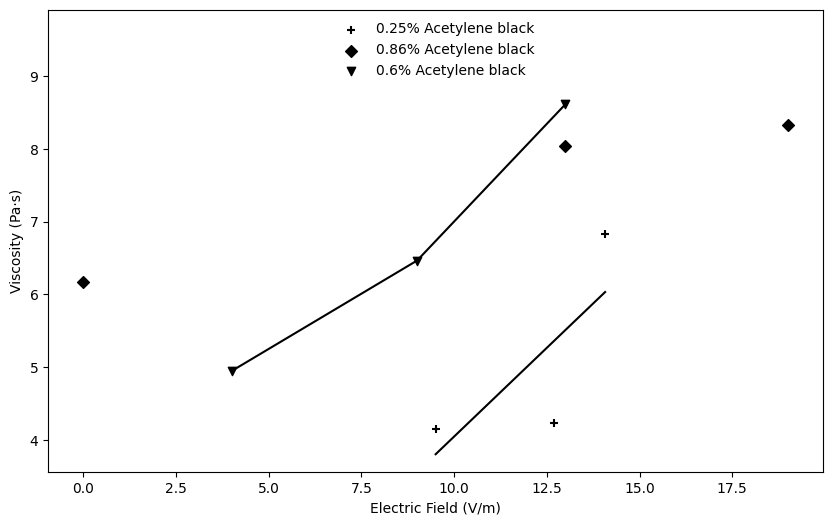 0.25% Acetylene black
0.86% Acetylene black
0.6% Acetylene black
9
8
7
6
5
4
Viscosity (Pa·s)
0.0 2.5 5.0 7.5 10.0 12.5 15.0 17.5
Electric Field (V/m)